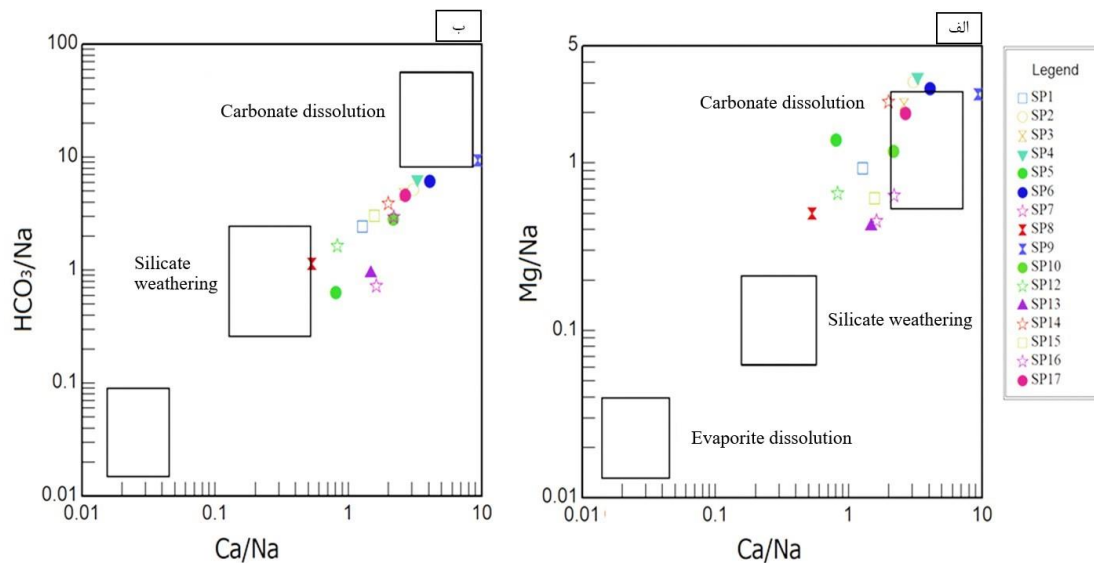 ب
100
10
1
0.1
0.01
HCO₃/Na
Carbonate dissolution
Silicate
weathering
0.01
0.1
1
10
Ca/Na
الف
5
1
0.1
0.01
Mg/Na
Carbonate dissolution
Silicate weathering
Evaporite dissolution
0.01
0.1
1
10
Ca/Na
Legend
SP1
SP2
SP3
SP4
SP5
SP6
SP7
SP8
SP9
SP10
SP12
SP13
SP14
SP15
SP16
SP17